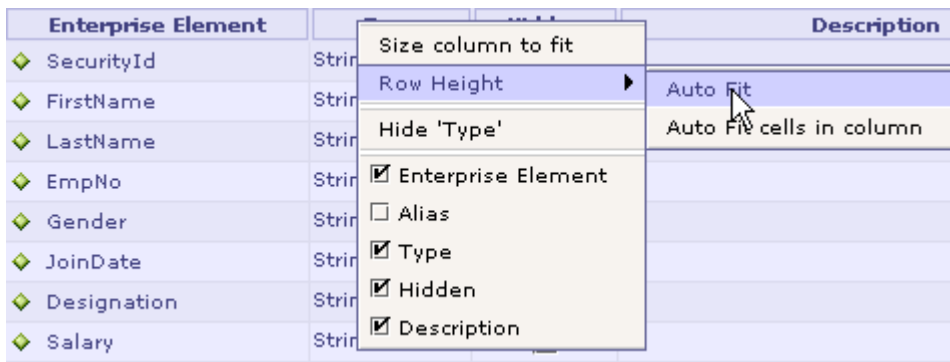 Enterprise Element Description
SecurityId Strin
FirstName Strin
LastName Strin
EmpNo Strin
Gender Strin
JoinDate Strin
Designation Strin
Salary Strin
Size column to fit
Row Height
Hide 'Type'
Enterprise Element
Alias
Type
Hidden
Description
Auto Fit
Auto Fit cells in column